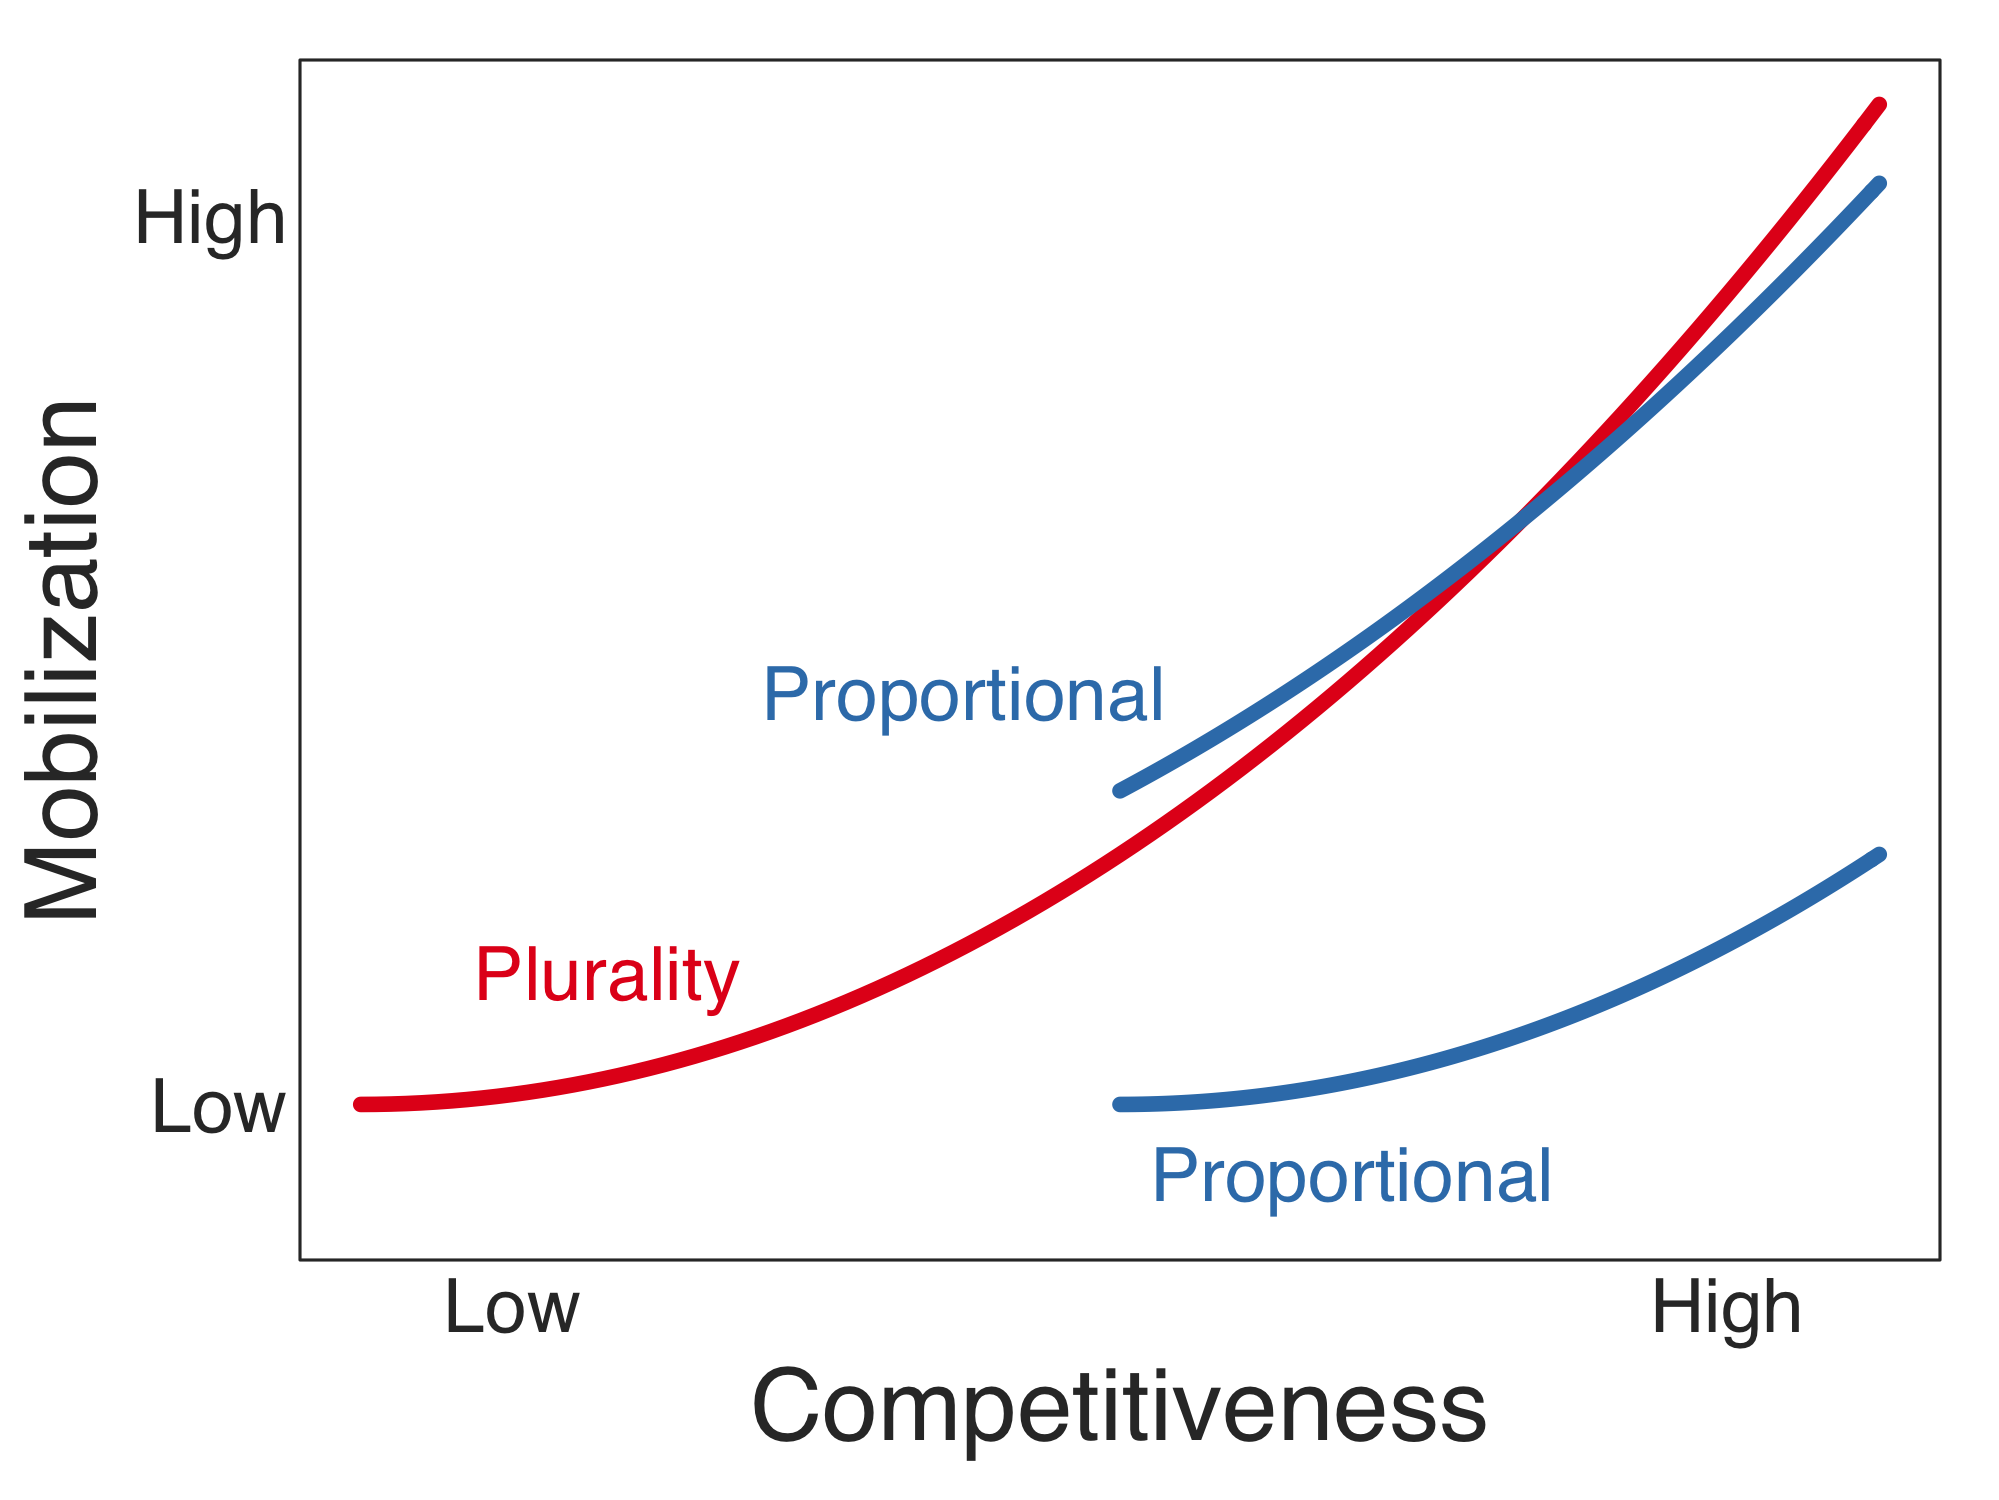 High
Mobilization
Proportional
Plurality
Low
Proportional
Low
High
Competitiveness